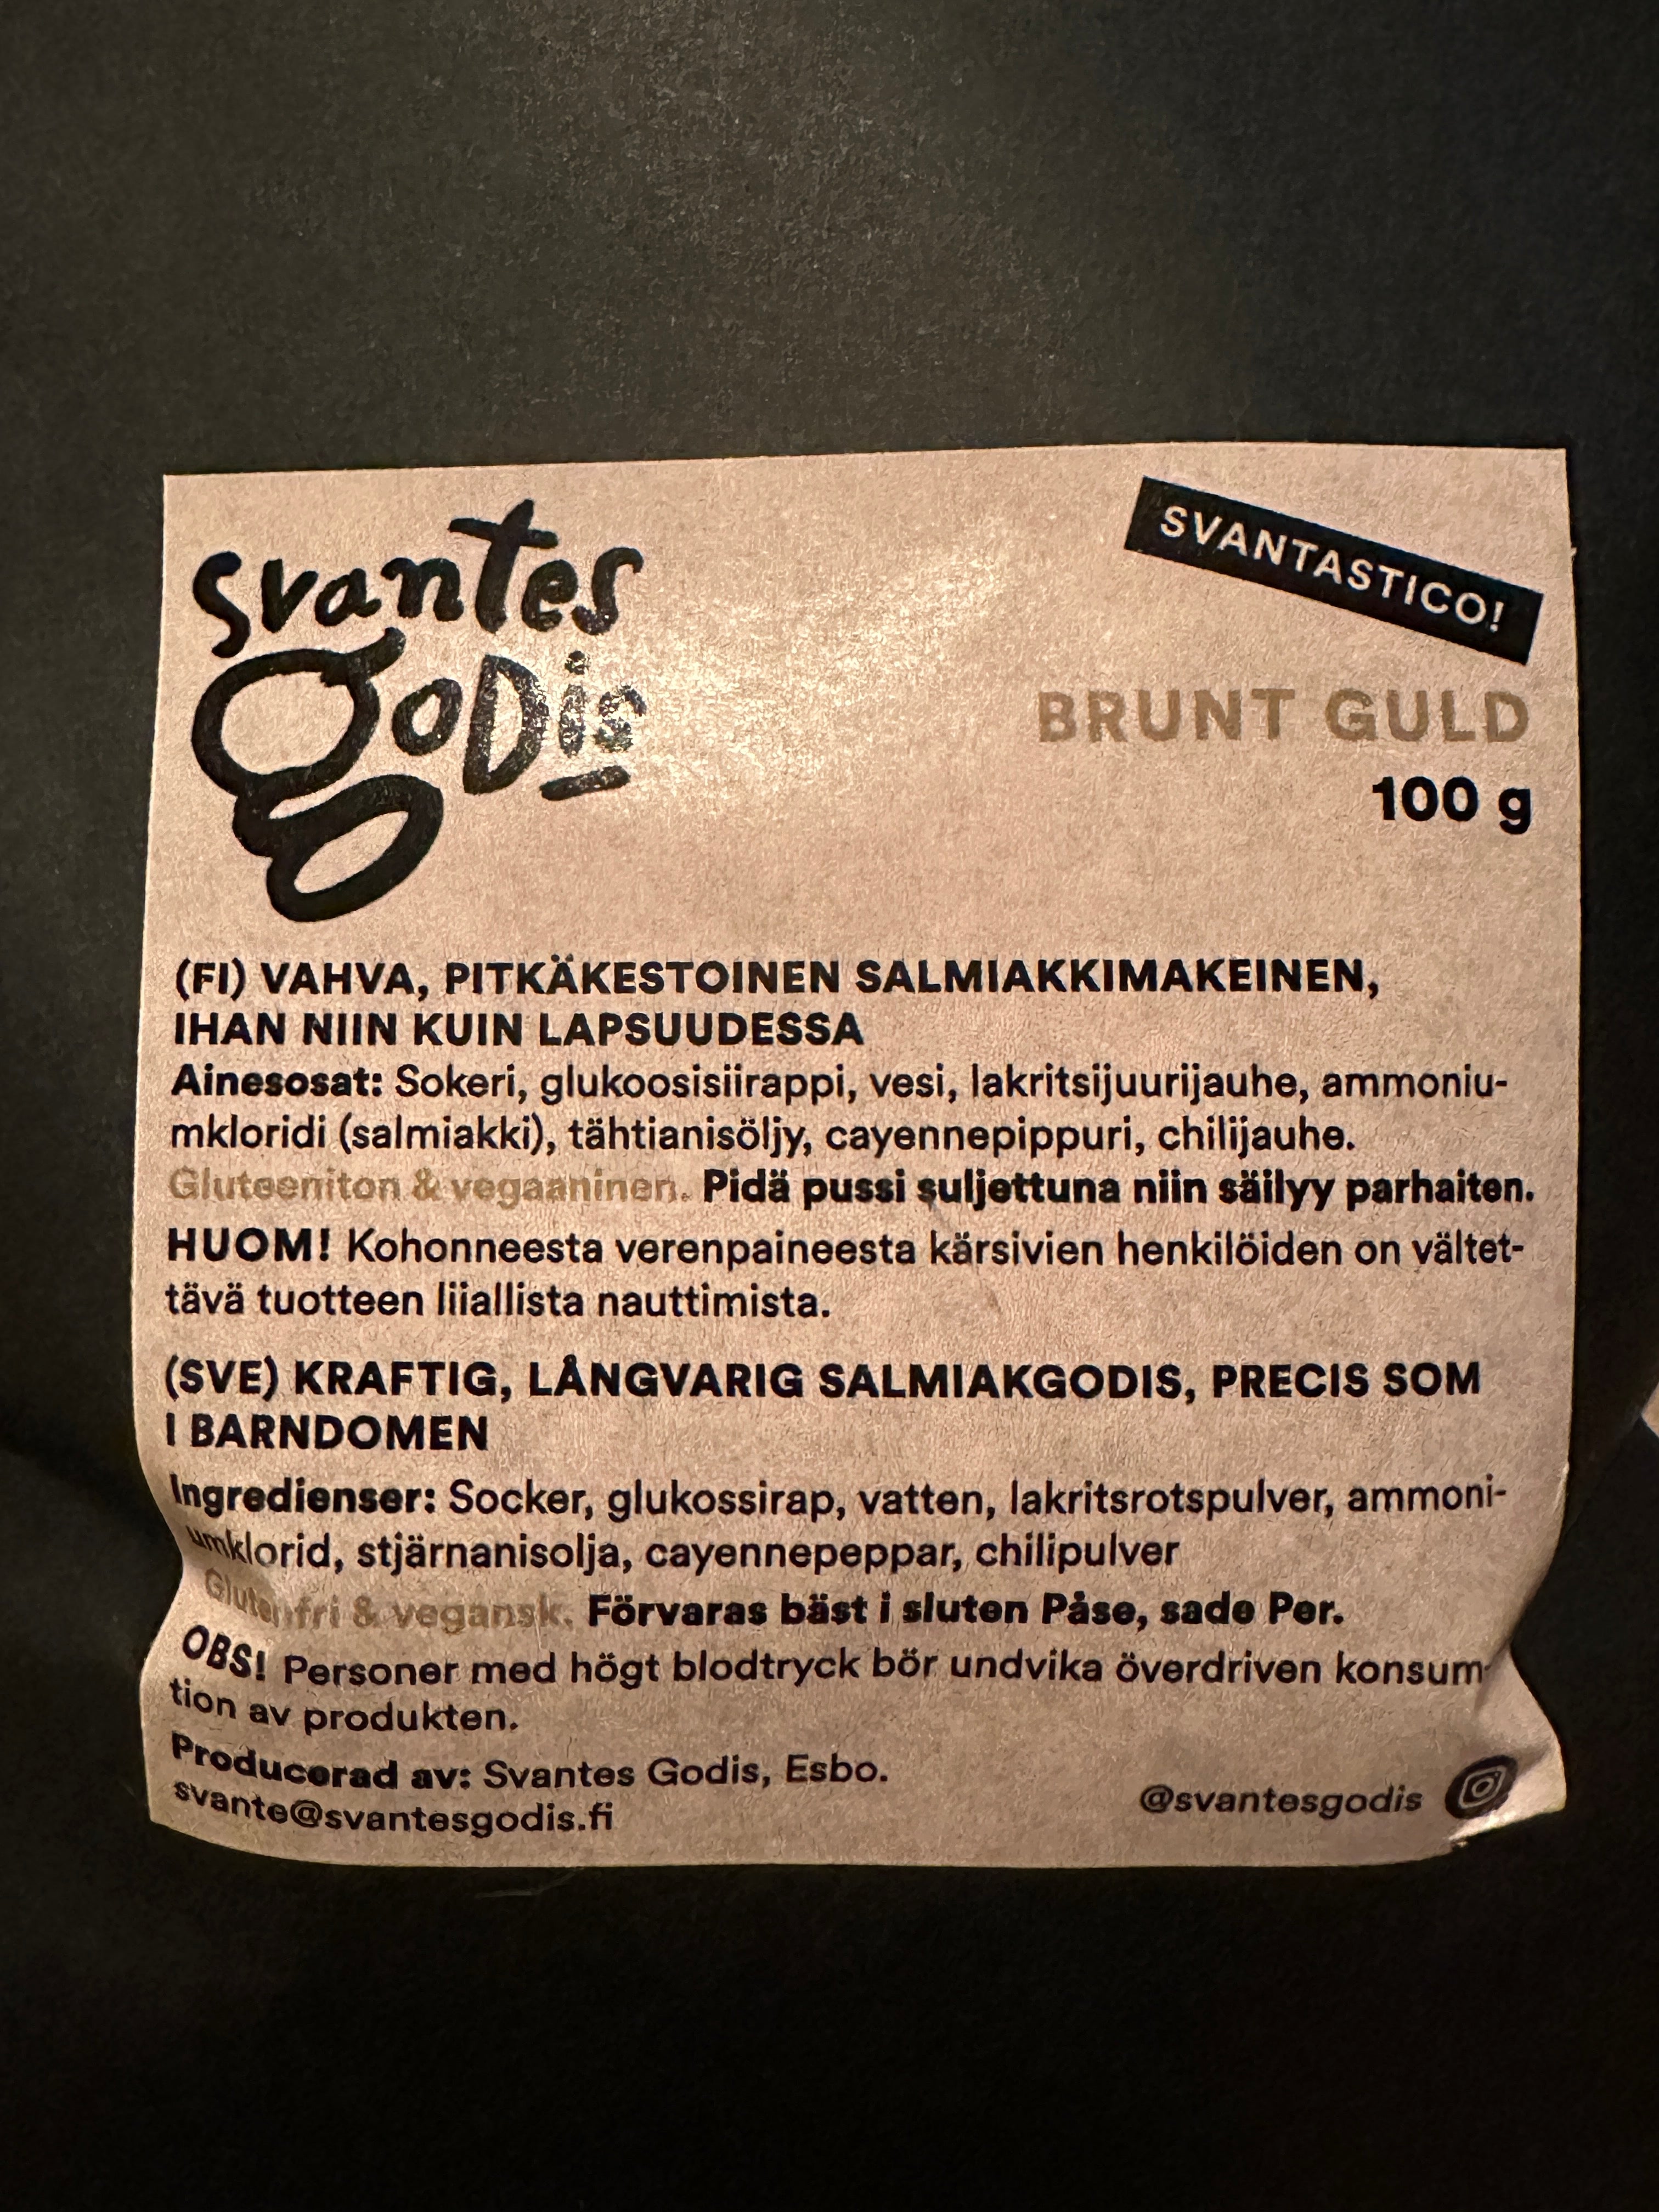 svantes
godis
SVANTASTICO!
BRUNT GULD
100 g
(FI) VAHVA, PITKÄKESTOINEN SALMIAKKIMAKEINEN,
IHAN NIIN KUIN LAPSUUDESSA
Ainesosat: Sokeri, glukoosisiirappi, vesi, lakritsijuurijauhe, ammoniu-
mkloridi (salmiakki), tähtianisöljy, cayennepippuri, chilijauhe.
Gluteeniton & vegaaninen. Pidä pussi suljettuna niin säilyy parhaiten.
HUOM! Kohonneesta verenpaineesta kärsivien henkilöiden on vältet-
tävä tuotteen liiallista nauttimista.
(SVE) KRAFTIG, LÅNGVARIG SALMIAKGODIS, PRECIS SOM
I BARNDOMEN
Ingredienser: Socker, glukossirap, vatten, lakritsrotspulver, ammoni-
umklorid, stjärnanisolja, cayennepeppar, chilipulver
Glutenfri & vegansk. Förvaras bäst i sluten Påse, sade Per.
OBS! Personer med högt blodtryck bör undvika överdriven konsum-
tion av produkten.
Producerad av: Svantes Godis, Esbo.
svante@svantesgodis.fi
@svantesgodis